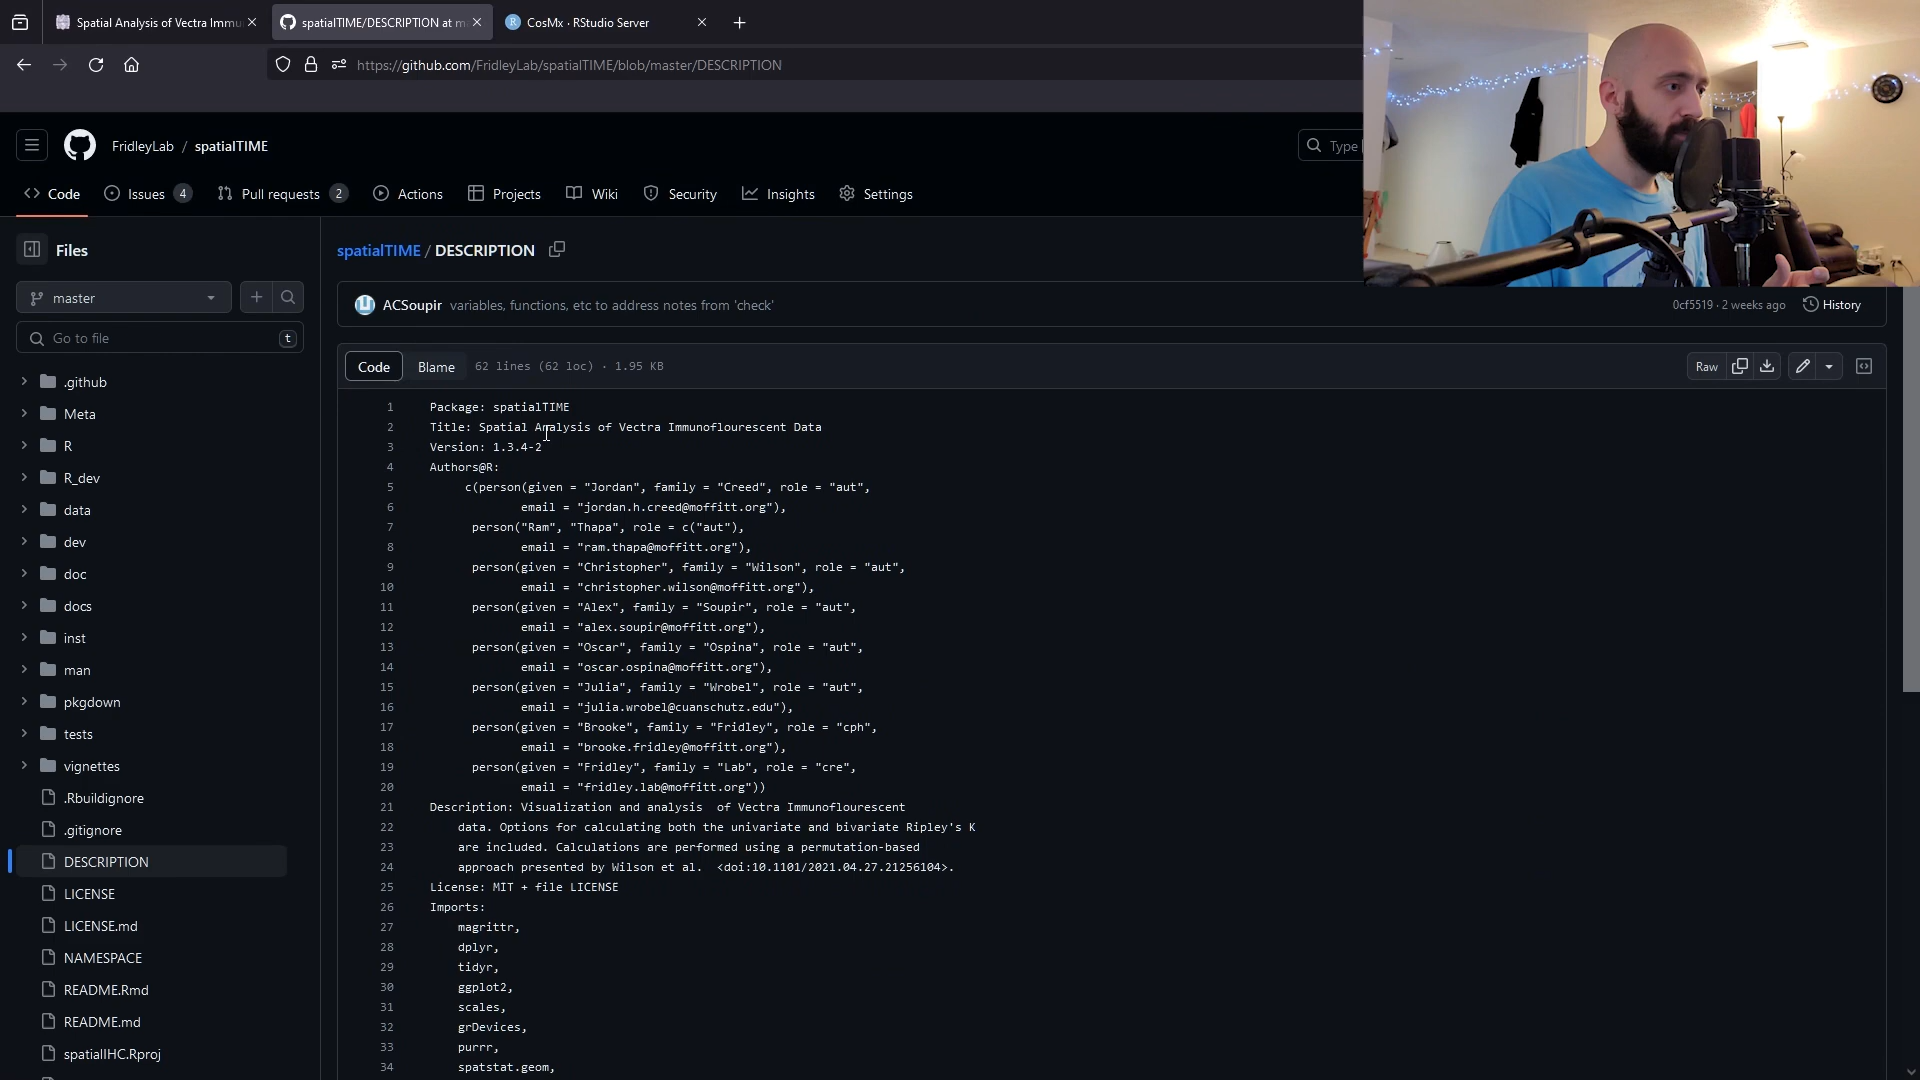 Spatial Analysis of Vectra Immu
spatialTIME/DESCRIPTION at m
CosMx · RStudio Server
https://github.com/FridleyLab/spatialTIME/blob/master/DESCRIPTION
FridleyLab / spatialTIME
Type
Code
Issues 4
Pull requests 2
Actions
Projects
Wiki
Security
Insights
Settings
Files
master
Go to file
t
.github
Meta
R
R_dev
data
dev
doc
docs
inst
man
pkgdown
tests
vignettes
.Rbuildignore
.gitignore
DESCRIPTION
LICENSE
LICENSE.md
NAMESPACE
README.Rmd
README.md
spatialIHC.Rproj
spatialTIME / DESCRIPTION
ACSoupir variables, functions, etc to address notes from 'check'
0cf5519 · 2 weeks ago
History
Code
Blame
62 lines (62 loc) · 1.95 KB
Raw
1 Package: spatialTIME
2 Title: Spatial Analysis of Vectra Immunoflourescent Data
3 Version: 1.3.4-2
4 Authors@R:
5 c(person(given = "Jordan", family = "Creed", role = "aut",
6 email = "jordan.h.creed@moffitt.org"),
7 person("Ram", "Thapa", role = c("aut"),
8 email = "ram.thapa@moffitt.org"),
9 person(given = "Christopher", family = "Wilson", role = "aut",
10 email = "christopher.wilson@moffitt.org"),
11 person(given = "Alex", family = "Soupir", role = "aut",
12 email = "alex.soupir@moffitt.org"),
13 person(given = "Oscar", family = "Ospina", role = "aut",
14 email = "oscar.ospina@moffitt.org"),
15 person(given = "Julia", family = "Wrobel", role = "aut",
16 email = "julia.wrobel@cuanschutz.edu"),
17 person(given = "Brooke", family = "Fridley", role = "cph",
18 email = "brooke.fridley@moffitt.org"),
19 person(given = "Fridley", family = "Lab", role = "cre",
20 email = "fridley.lab@moffitt.org"))
21 Description: Visualization and analysis  of Vectra Immunoflourescent
22 data. Options for calculating both the univariate and bivariate Ripley's K
23 are included. Calculations are performed using a permutation-based
24 approach presented by Wilson et al.  <doi:10.1101/2021.04.27.21256104>.
25 License: MIT + file LICENSE
26 Imports:
27 magrittr,
28 dplyr,
29 tidyr,
30 ggplot2,
31 scales,
32 grDevices,
33 purrr,
34 spatstat.geom,